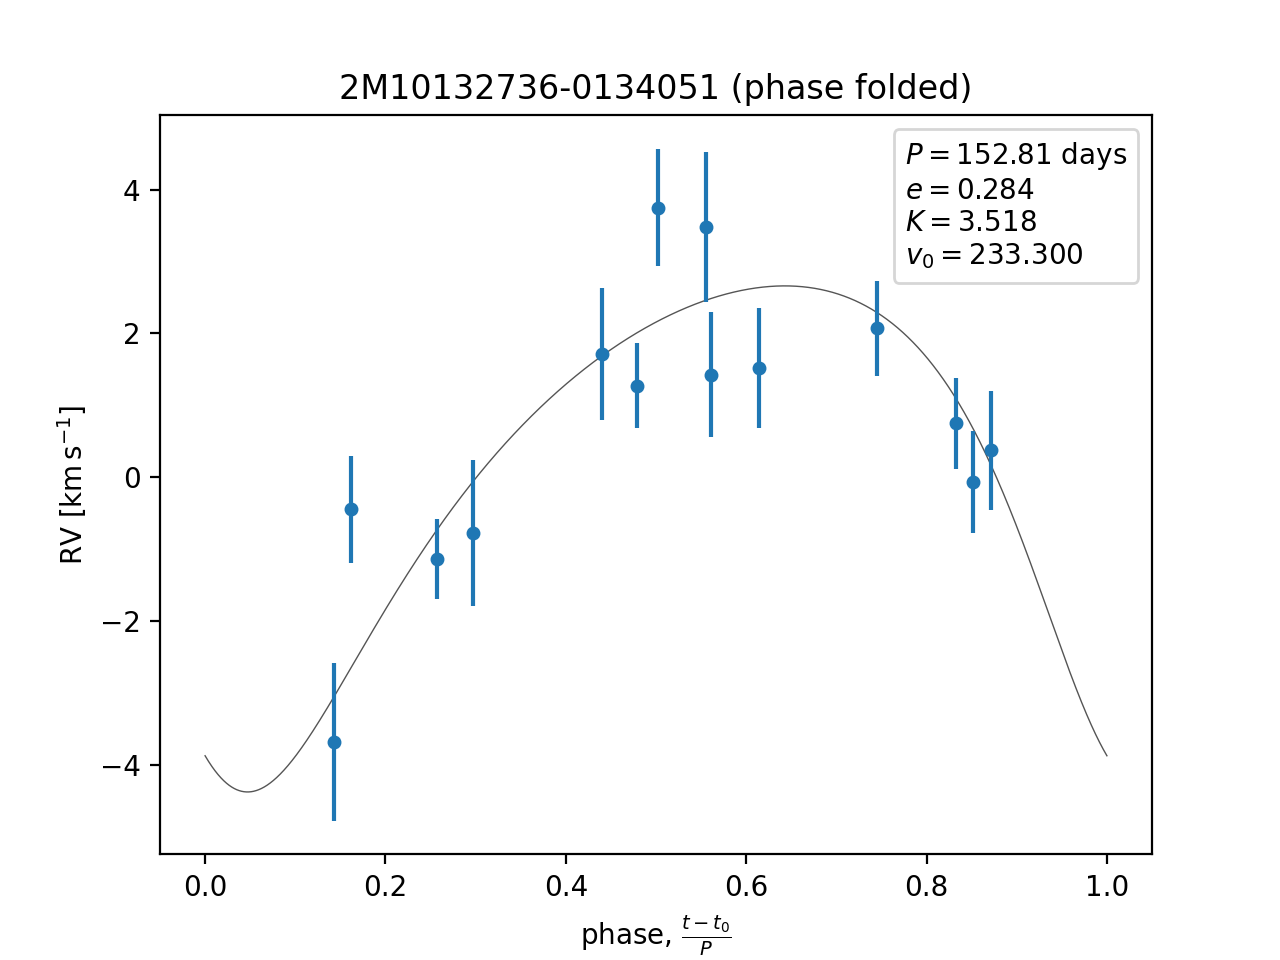 2M10132736-0134051 (phase folded)
P = 152.81 days
e = 0.284
K = 3.518
v₀ = 233.300
4
2
0
−2
−4
RV [km s⁻¹]
0.0 0.2 0.4 0.6 0.8 1.0
phase, (t − t₀)/P